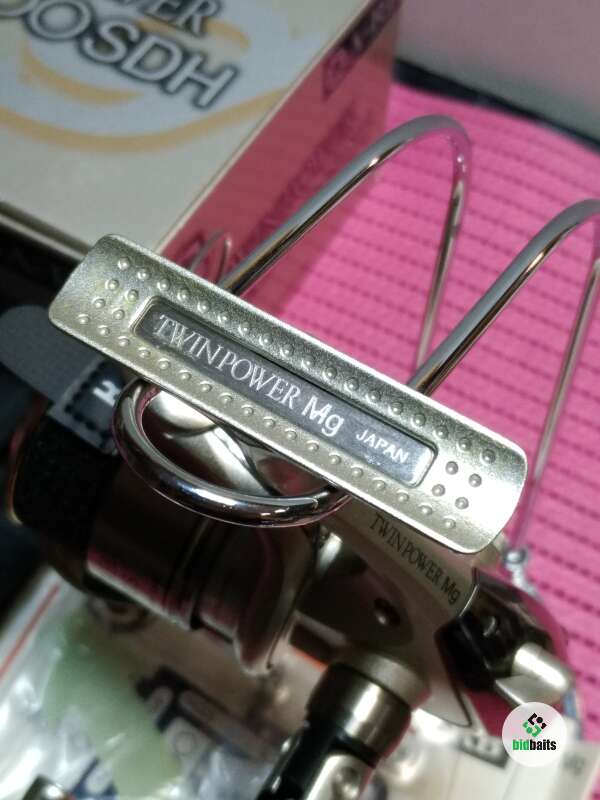 OOSDH
TWINPOWER Mg JAPAN
TWINPOWER Mg
bidbaits